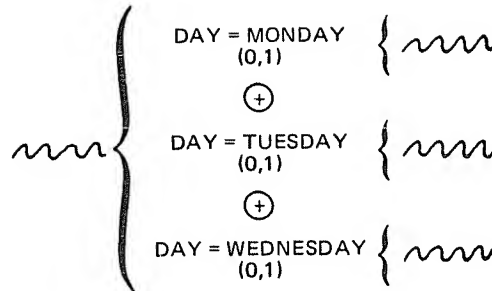 DAY = MONDAY
(0,1)
+
DAY = TUESDAY
(0,1)
+
DAY = WEDNESDAY
(0,1)